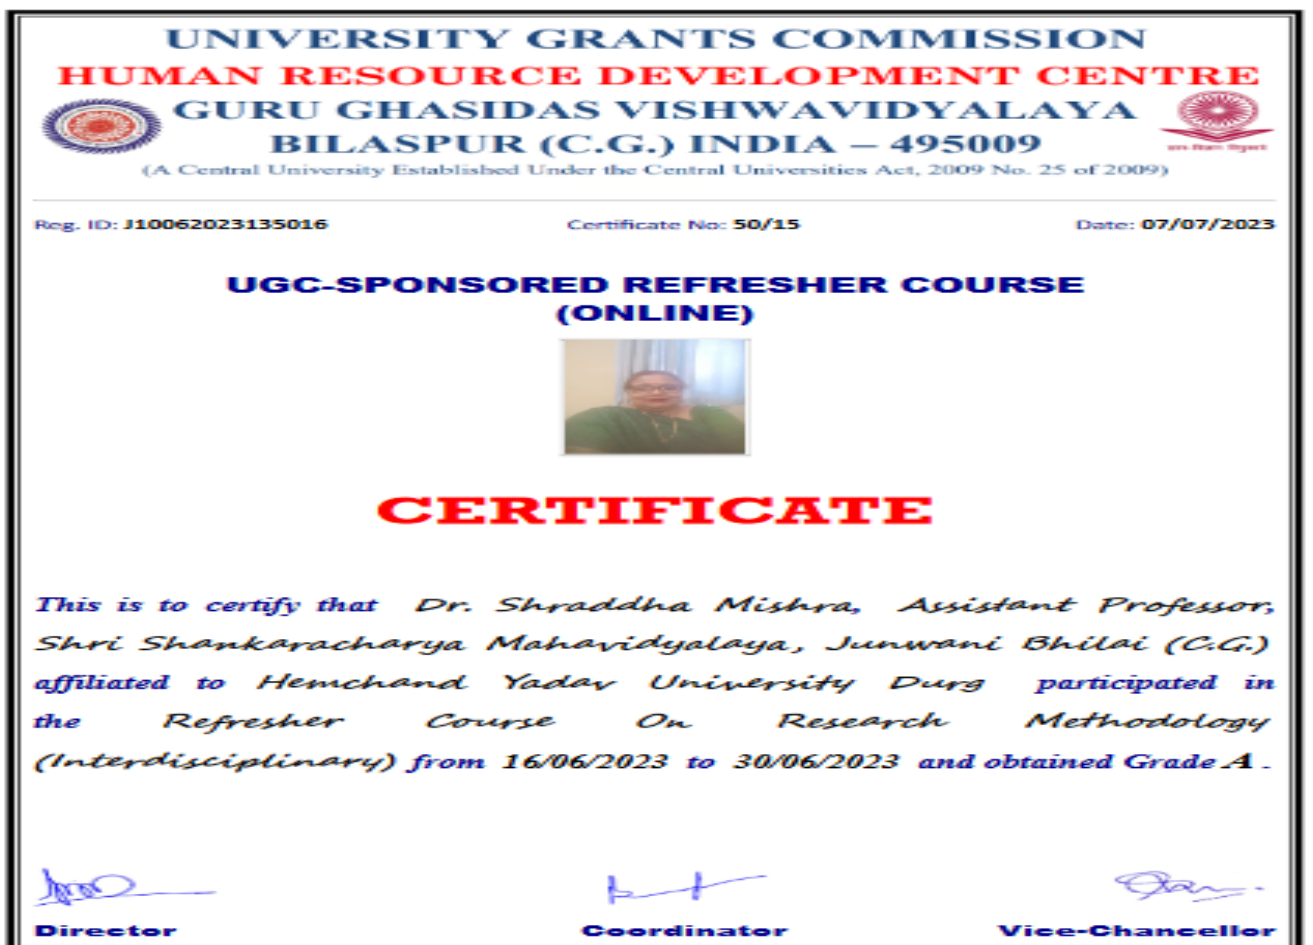 UNIVERSITY GRANTS COMMISSION
HUMAN RESOURCE DEVELOPMENT CENTRE
GURU GHASIDAS VISHWAVIDYALAYA
BILASPUR (C.G.) INDIA – 495009
(A Central University Established Under the Central Universities Act, 2009 No. 25 of 2009)
Reg. ID: J10062023135016 Certificate No: 50/15 Date: 07/07/2023
UGC-SPONSORED REFRESHER COURSE
(ONLINE)
CERTIFICATE
This is to certify that Dr. Shraddha Mishra, Assistant Professor,
Shri Shankaracharya Mahavidyalaya, Junwani Bhilai (C.G.)
affiliated to Hemchand Yadav University Durg participated in
the Refresher Course On Research Methodology
(Interdisciplinary) from 16/06/2023 to 30/06/2023 and obtained Grade A .
Director Coordinator Vice-Chancellor